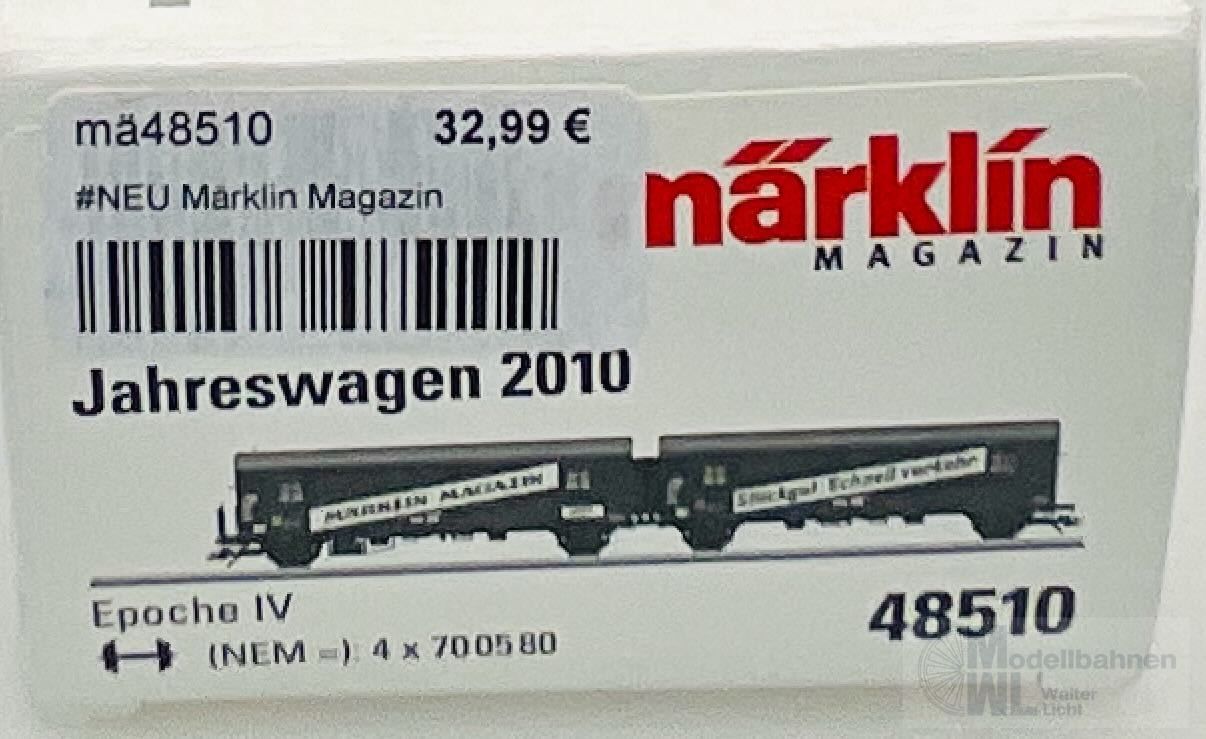 mä48510 32,99 €
#NEU Märklin Magazin
märklin
MAGAZIN
Jahreswagen 2010
MÄRKLIN MAGAZIN
Stückgut Schnellverkehr
Epoche IV
(NEM =): 4 x 700580
48510
Modellbahnen
WL Walter
Licht